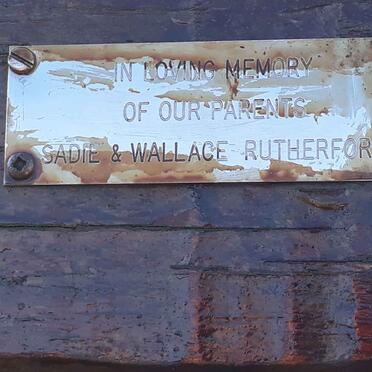 IN LOVING MEMORY
OF OUR PARENTS
SADIE & WALLACE RUTHERFOR